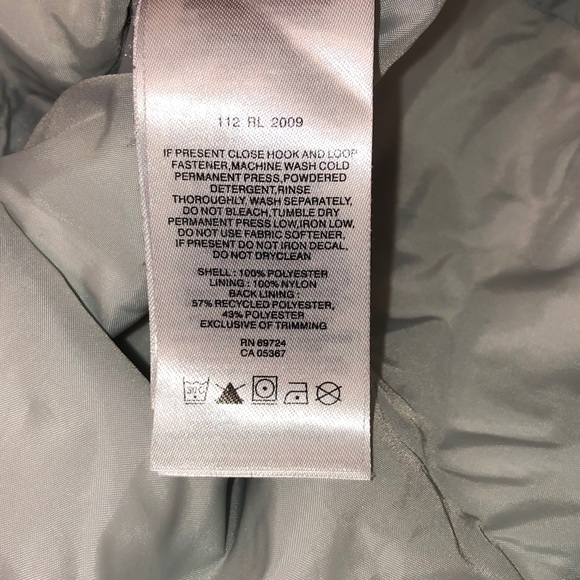 112 RL 2009
IF PRESENT CLOSE HOOK AND LOOP
FASTENER,MACHINE WASH COLD
PERMANENT PRESS,POWDERED
DETERGENT,RINSE
THOROUGHLY, WASH SEPARATELY,
DO NOT BLEACH,TUMBLE DRY
PERMANENT PRESS LOW,IRON LOW,
DO NOT USE FABRIC SOFTENER,
IF PRESENT DO NOT IRON DECAL,
DO NOT DRYCLEAN
SHELL : 100% POLYESTER
LINING : 100% NYLON
BACK LINING :
57% RECYCLED POLYESTER,
43% POLYESTER
EXCLUSIVE OF TRIMMING
RN 69724
CA 05367
30C